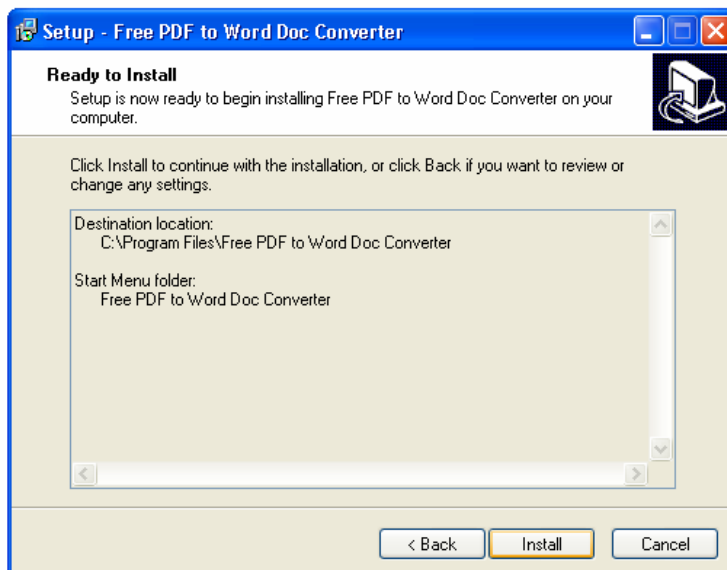 Setup - Free PDF to Word Doc Converter
Ready to Install
Setup is now ready to begin installing Free PDF to Word Doc Converter on your
computer.
Click Install to continue with the installation, or click Back if you want to review or
change any settings.
Destination location:
C:\Program Files\Free PDF to Word Doc Converter
Start Menu folder:
Free PDF to Word Doc Converter
< Back Install Cancel